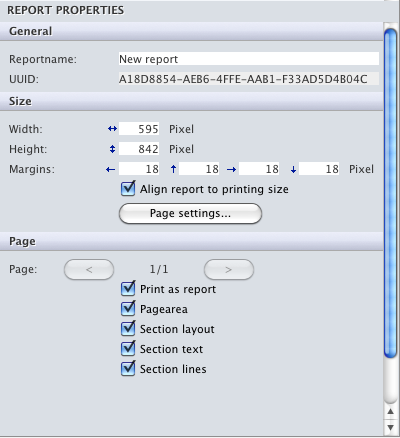 REPORT PROPERTIES
General
Reportname: New report
UUID: A18D8854-AEB6-4FFE-AAB1-F33AD5D4B04C
Size
Width: 595 Pixel
Height: 842 Pixel
Margins: 18 18 18 18 Pixel
Align report to printing size
Page settings...
Page
Page: < 1/1 >
Print as report
Pagearea
Section layout
Section text
Section lines